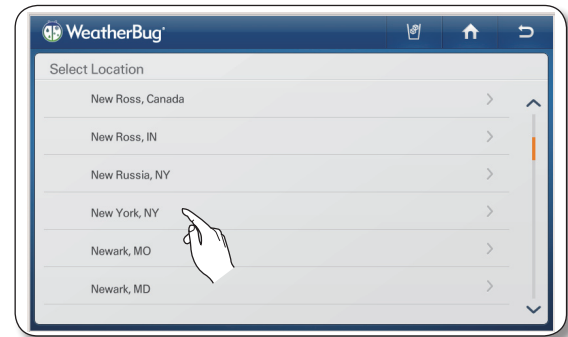 WeatherBug
Select Location
New Ross, Canada
New Ross, IN
New Russia, NY
New York, NY
Newark, MO
Newark, MD